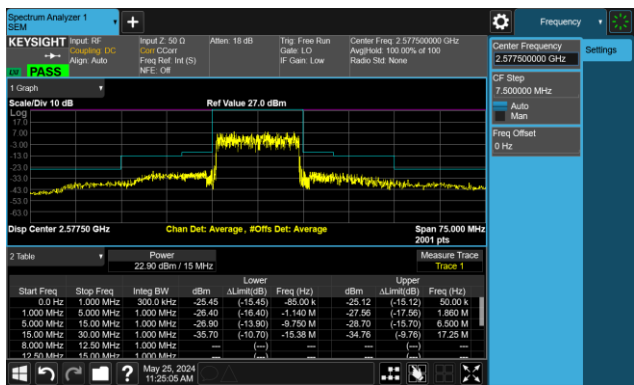 Spectrum Analyzer 1
SEM
+
Frequency
KEYSIGHT
Input: RF
Coupling: DC
Align: Auto
Input Z: 50 Ω
Corr CCorr
Freq Ref: Int (S)
NFE: Off
Atten: 18 dB
Trig: Free Run
Gate: LO
IF Gain: Low
Center Freq: 2.577500000 GHz
Avg|Hold: 100.00% of 100
Radio Std: None
PASS
Center Frequency
2.577500000 GHz
Settings
CF Step
7.500000 MHz
Auto
Man
Freq Offset
0 Hz
1 Graph
Scale/Div 10 dB
Ref Value 27.0 dBm
Log
17.0
7.00
-3.00
-13.0
-23.0
-33.0
-43.0
-53.0
-63.0
Disp Center 2.57750 GHz
Chan Det: Average , #Offs Det: Average
Span 75.000 MHz
2001 pts
2 Table
Power
22.90 dBm / 15 MHz
Measure Trace
Trace 1
Lower Upper
Start Freq Stop Freq Integ BW dBm ΔLimit(dB) Freq (Hz) dBm ΔLimit(dB) Freq (Hz)
0.0 Hz 1.000 MHz 300.0 kHz -25.45 (-15.45) -85.00 k -25.12 (-15.12) 50.00 k
1.000 MHz 5.000 MHz 1.000 MHz -26.40 (-16.40) -1.140 M -27.56 (-17.56) 1.860 M
5.000 MHz 15.00 MHz 1.000 MHz -26.90 (-13.90) -9.750 M -28.70 (-15.70) 6.500 M
15.00 MHz 30.00 MHz 1.000 MHz -35.70 (-10.70) -15.38 M -34.76 (-9.76) 17.25 M
8.000 MHz 12.50 MHz 1.000 MHz --- (---) --- --- (---) ---
12.50 MHz 15.00 MHz 1.000 MHz --- (---) --- --- (---) ---
?
May 25, 2024
11:25:05 AM